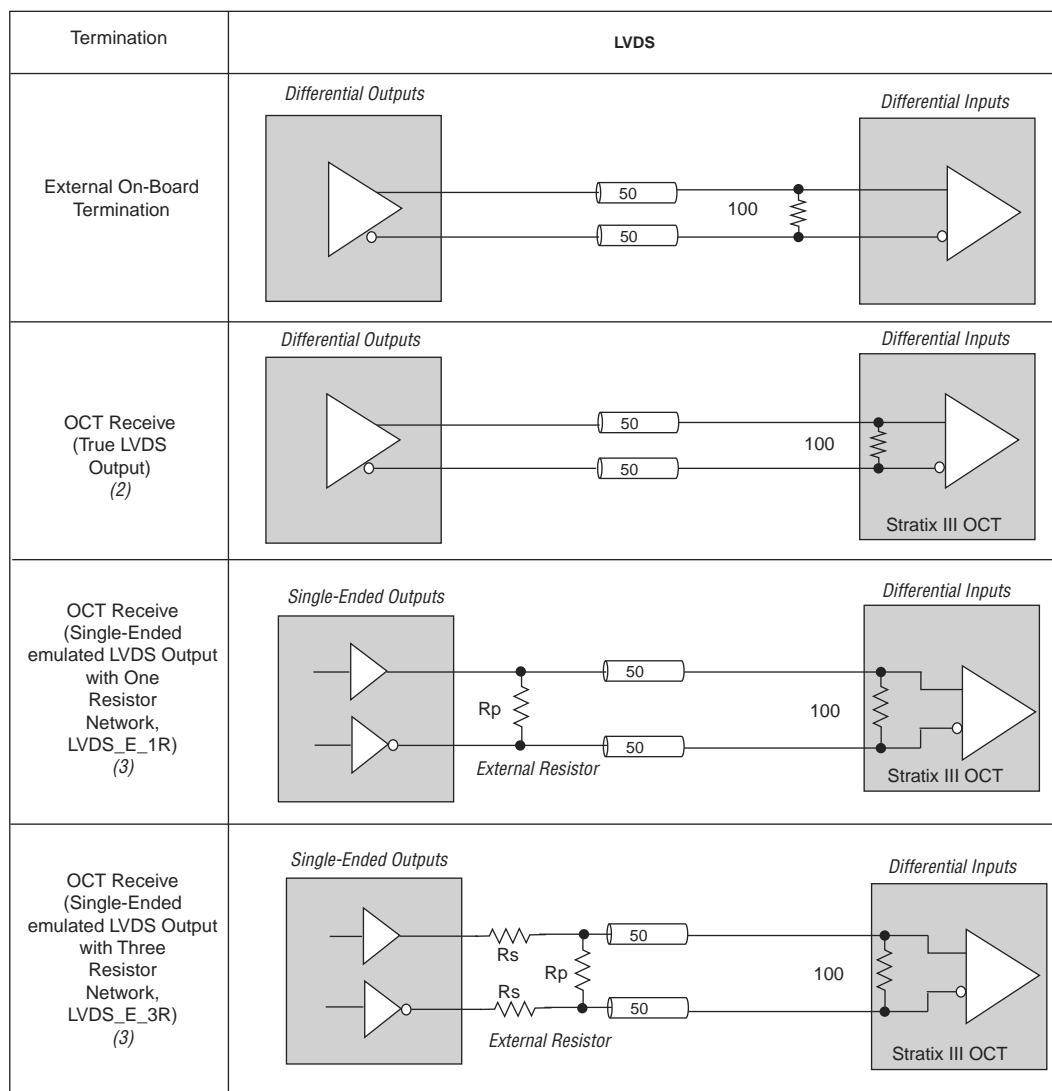 Termination
LVDS
External On-Board
Termination
Differential Outputs
Differential Inputs
50
100
50
OCT Receive
(True LVDS
Output)
(2)
Differential Outputs
Differential Inputs
50
100
50
Stratix III OCT
OCT Receive
(Single-Ended
emulated LVDS Output
with One
Resistor
Network,
LVDS_E_1R)
(3)
Single-Ended Outputs
Differential Inputs
50
Rp
100
50
External Resistor
Stratix III OCT
OCT Receive
(Single-Ended
emulated LVDS Output
with Three
Resistor
Network,
LVDS_E_3R)
(3)
Single-Ended Outputs
Differential Inputs
50
Rs
Rp
100
Rs
50
External Resistor
Stratix III OCT